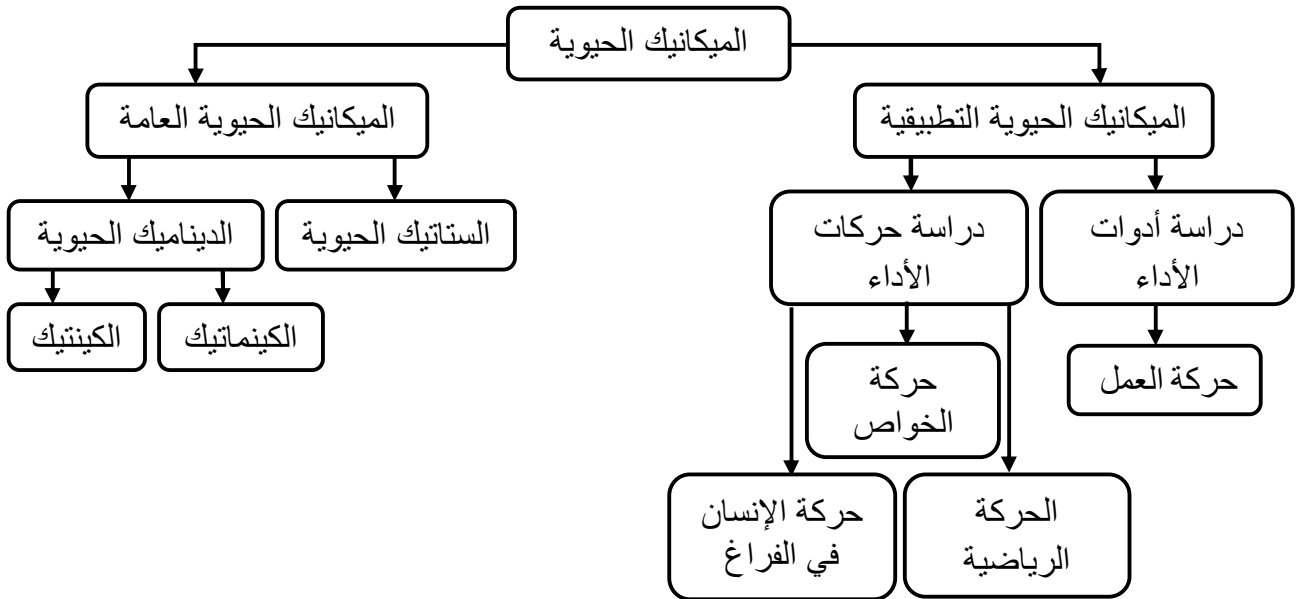 الميكانيك الحيوية
الميكانيك الحيوية التطبيقية
الميكانيك الحيوية العامة
دراسة أدوات
الأداء
دراسة حركات
الأداء
الستاتيك الحيوية
الديناميك الحيوية
حركة العمل
حركة
الخواص
الكينماتيك
الكينتيك
الحركة
الرياضية
حركة الإنسان
في الفراغ